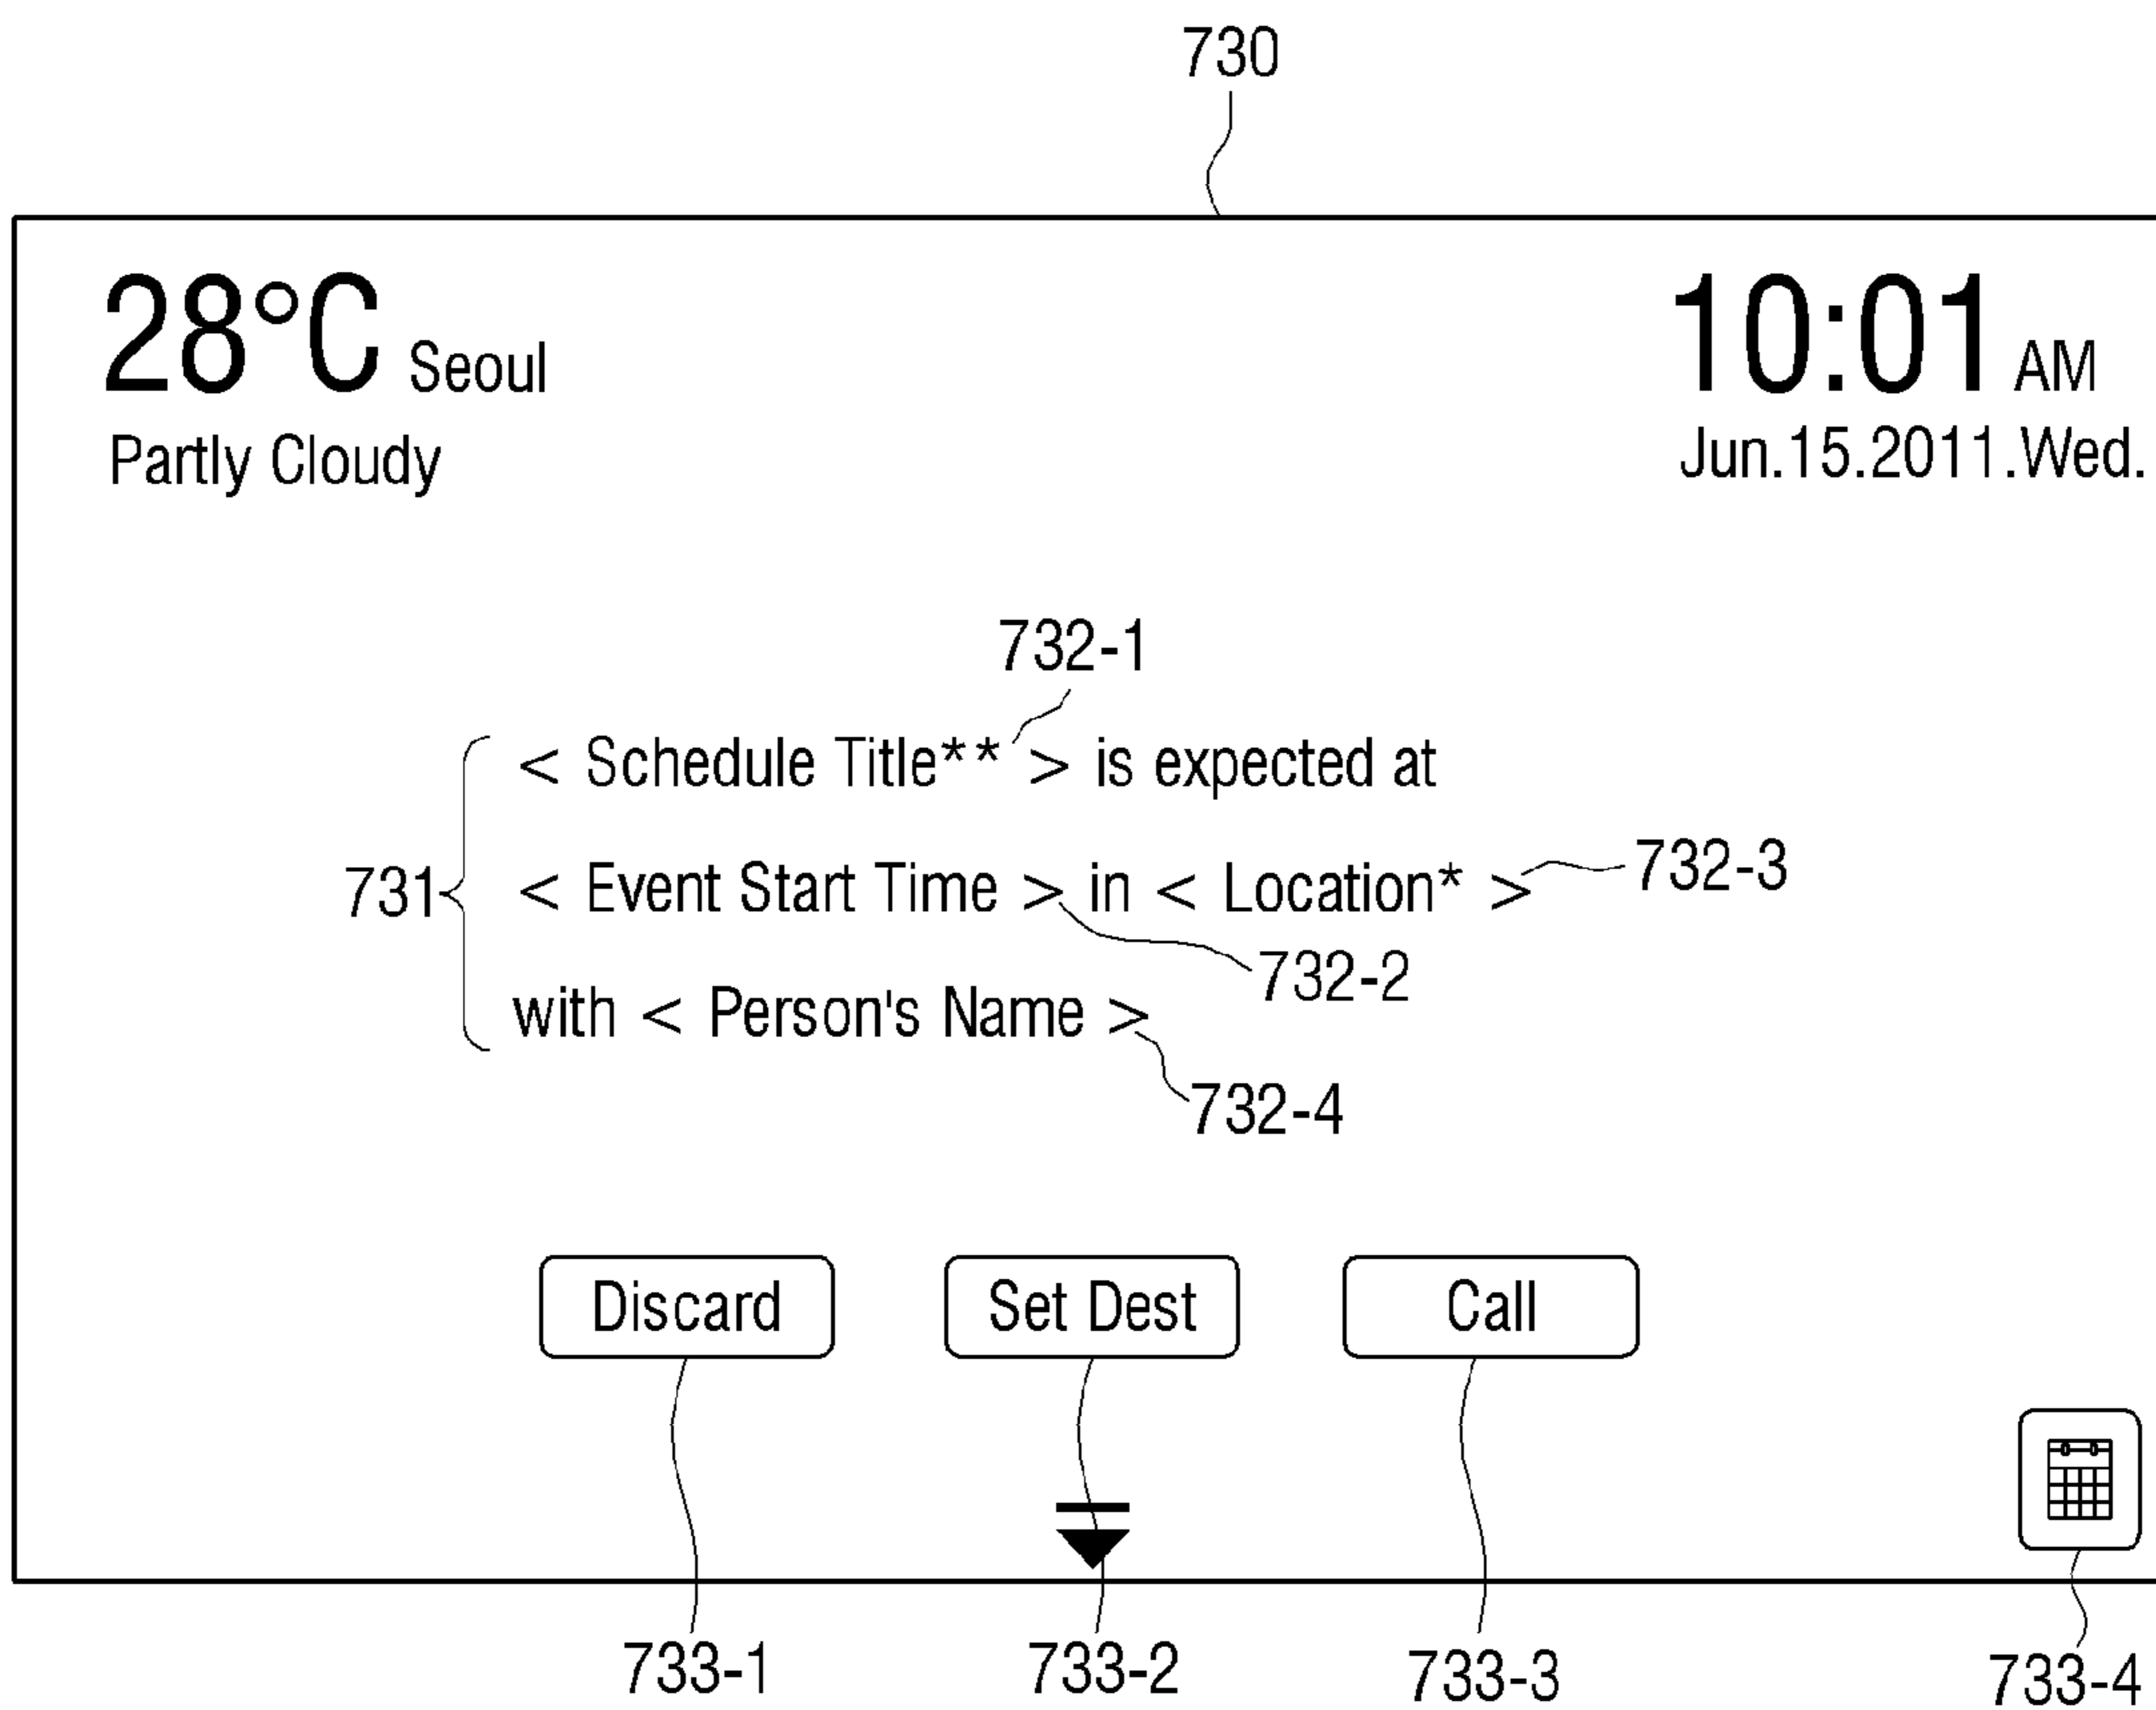 730
28°C Seoul
Partly Cloudy
10:01 AM
Jun.15.2011.Wed.
732-1
< Schedule Title** > is expected at
731
< Event Start Time > in < Location* >
732-3
732-2
with < Person's Name >
732-4
Discard
Set Dest
Call
733-1
733-2
733-3
733-4